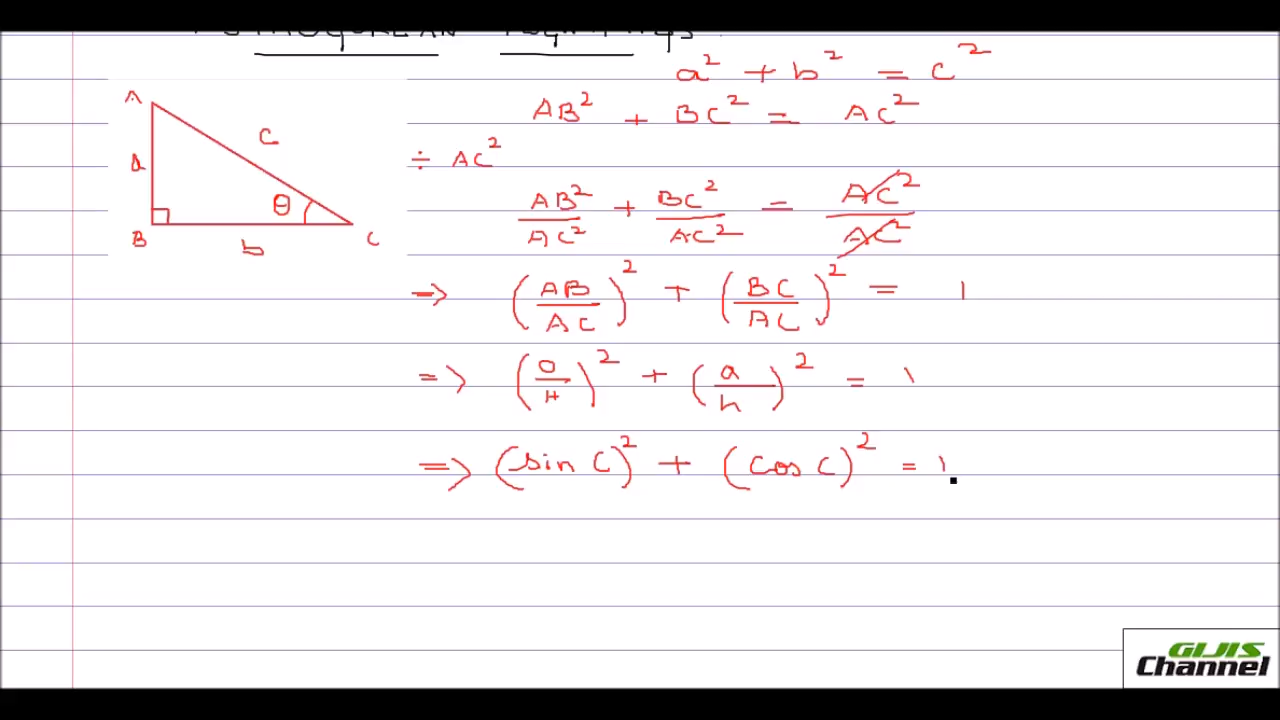 a² + b² = c²
AB² + BC² = AC²
÷ AC²
AB²/AC² + BC²/AC² = AC²/AC²
=> (AB/AC)² + (BC/AC)² = 1
=> (O/H)² + (a/h)² = 1
=> (sin C)² + (cos C)² = 1
A
a
c
θ
B
b
C
GIJIS
Channel